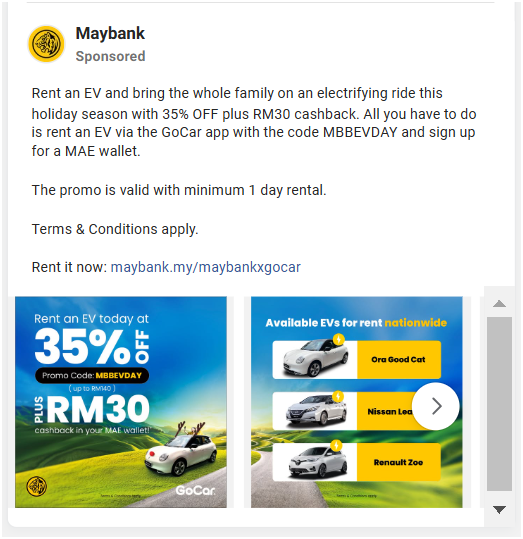 Maybank
Sponsored
Rent an EV and bring the whole family on an electrifying ride this
holiday season with 35% OFF plus RM30 cashback. All you have to do
is rent an EV via the GoCar app with the code MBBEVDAY and sign up
for a MAE wallet.
The promo is valid with minimum 1 day rental.
Terms & Conditions apply.
Rent it now: maybank.my/maybankxgocar
Rent an EV today at
35% OFF
Promo Code: MBBEVDAY
( up to RM140 )
PLUS RM30
cashback in your MAE wallet!
Terms & Conditions apply
GoCar
Available EVs for rent nationwide
Ora Good Cat
Nissan Lea
Renault Zoe
Terms & Conditions apply